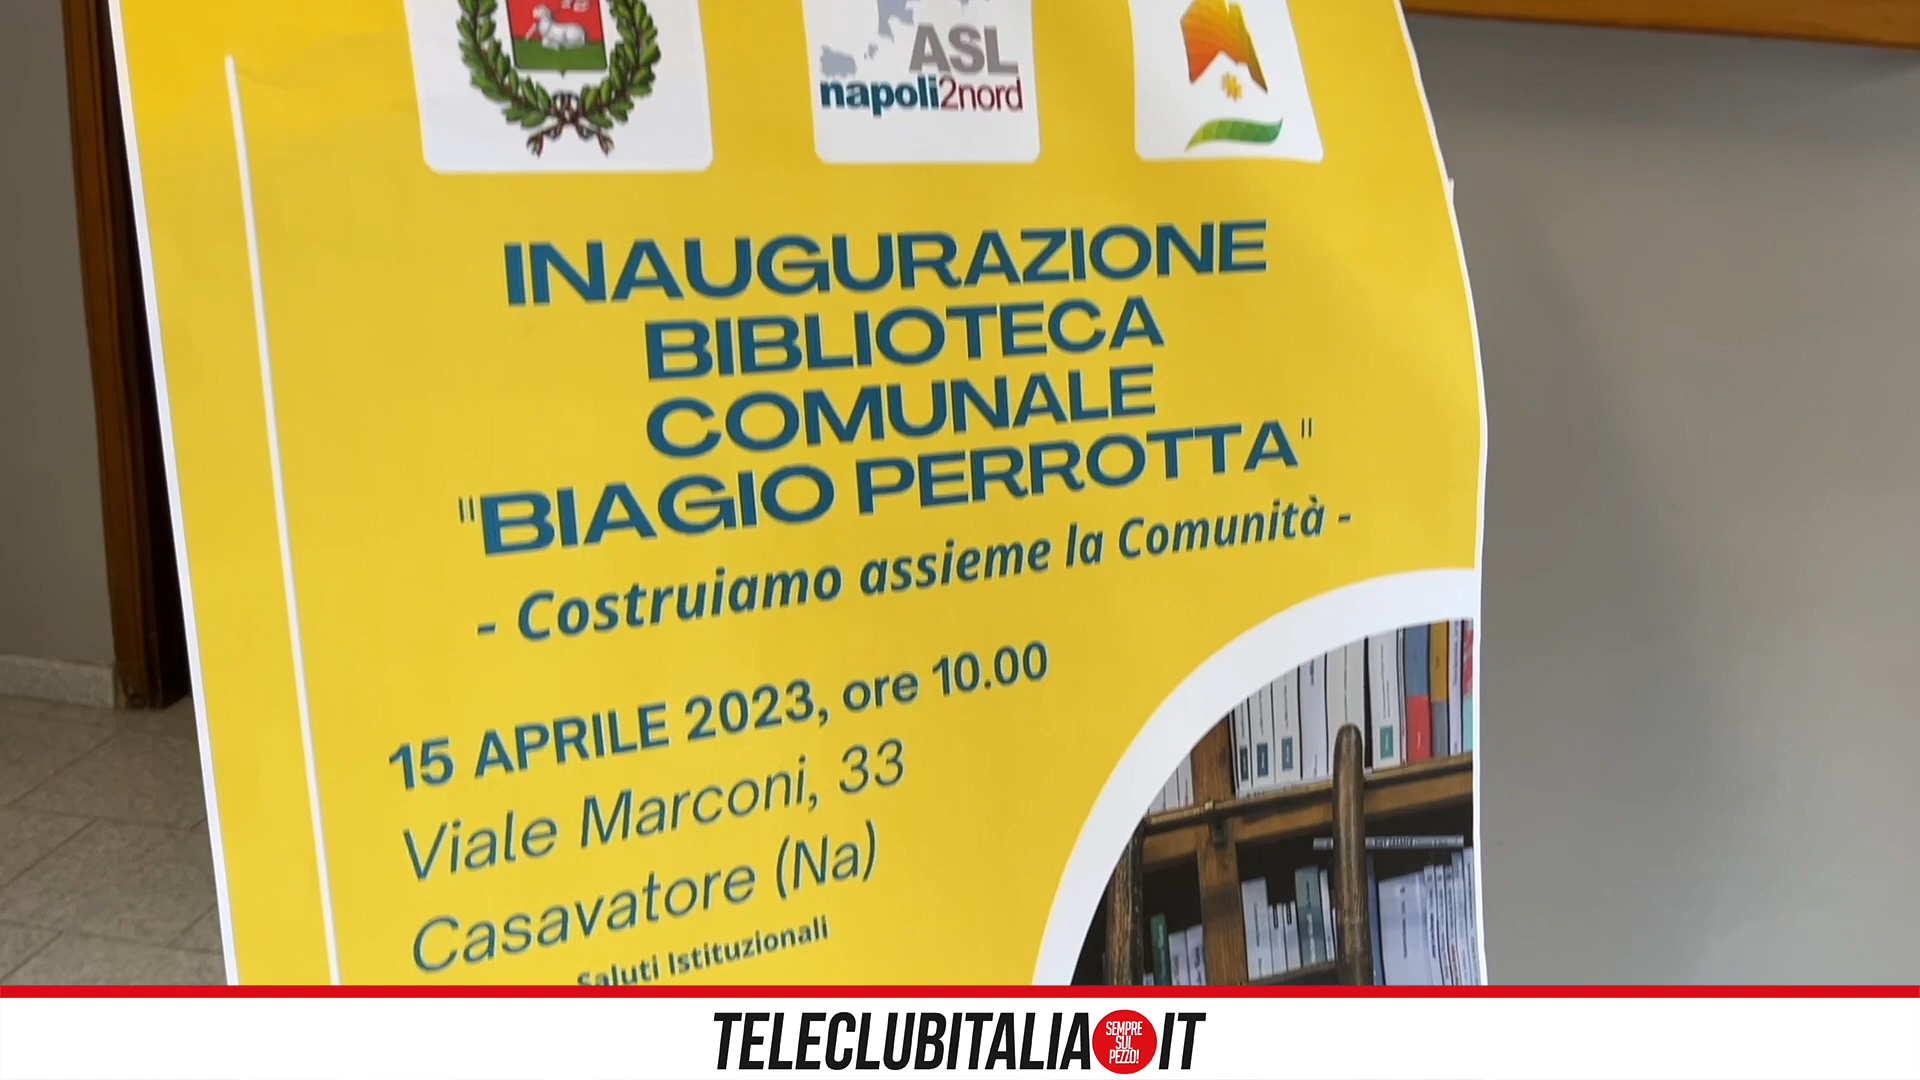 ASL
napoli2nord
INAUGURAZIONE
BIBLIOTECA
COMUNALE
"BIAGIO PERROTTA"
- Costruiamo assieme la Comunità -
15 APRILE 2023, ore 10.00
Viale Marconi, 33
Casavatore (Na)
Saluti Istituzionali
TELECLUBITALIA.IT
SEMPRE
SUL
PEZZO!